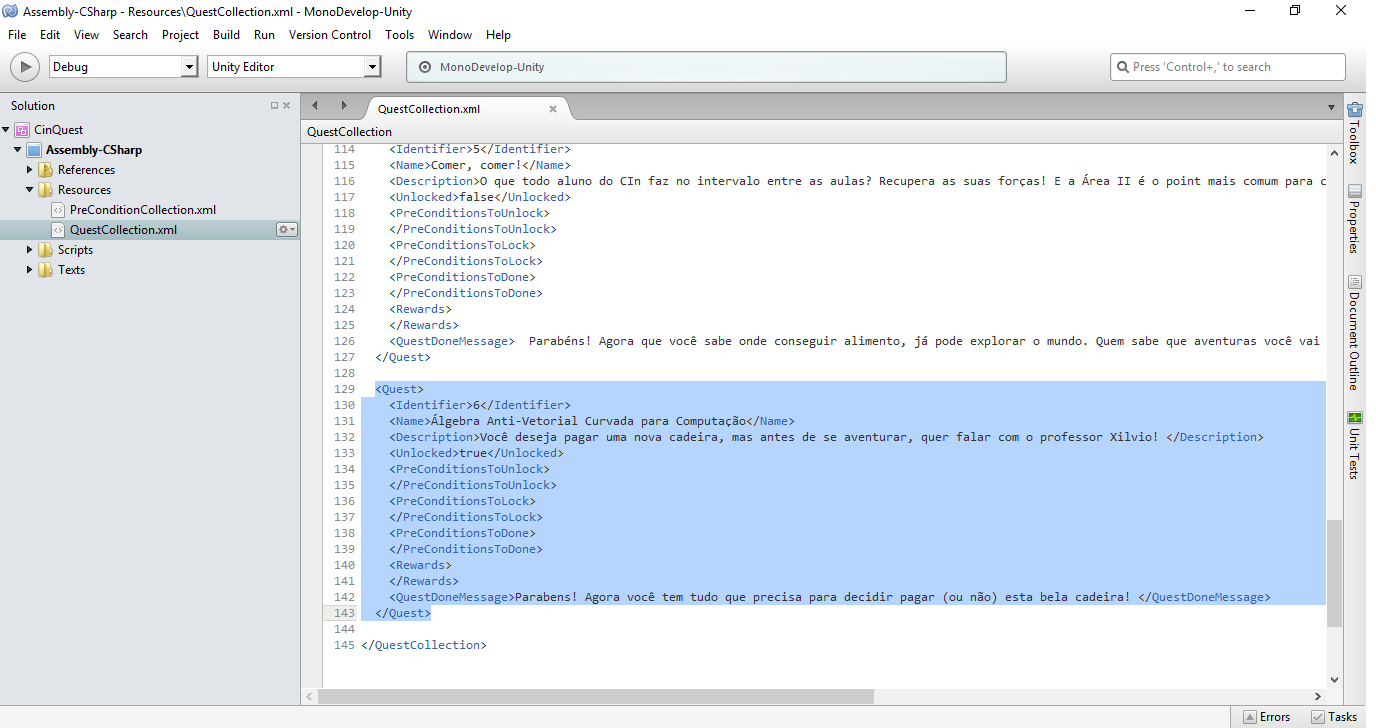 Assembly-CSharp - Resources\QuestCollection.xml - MonoDevelop-Unity
File Edit View Search Project Build Run Version Control Tools Window Help
Debug Unity Editor MonoDevelop-Unity Press 'Control+,' to search
Solution
CinQuest
Assembly-CSharp
References
Resources
PreConditionCollection.xml
QuestCollection.xml
Scripts
Texts
QuestCollection.xml
QuestCollection
114 <Identifier>5</Identifier>
115 <Name>Comer, comer!</Name>
116 <Description>O que todo aluno do CIn faz no intervalo entre as aulas? Recupera as suas forças! E a Área II é o point mais comum para c
117 <Unlocked>false</Unlocked>
118 <PreConditionsToUnlock>
119 </PreConditionsToUnlock>
120 <PreConditionsToLock>
121 </PreConditionsToLock>
122 <PreConditionsToDone>
123 </PreConditionsToDone>
124 <Rewards>
125 </Rewards>
126 <QuestDoneMessage>  Parabéns! Agora que você sabe onde conseguir alimento, já pode explorar o mundo. Quem sabe que aventuras você vai
127 </Quest>
128
129 <Quest>
130 <Identifier>6</Identifier>
131 <Name>Álgebra Anti-Vetorial Curvada para Computação</Name>
132 <Description>Você deseja pagar uma nova cadeira, mas antes de se aventurar, quer falar com o professor Xilvio! </Description>
133 <Unlocked>true</Unlocked>
134 <PreConditionsToUnlock>
135 </PreConditionsToUnlock>
136 <PreConditionsToLock>
137 </PreConditionsToLock>
138 <PreConditionsToDone>
139 </PreConditionsToDone>
140 <Rewards>
141 </Rewards>
142 <QuestDoneMessage>Parabens! Agora você tem tudo que precisa para decidir pagar (ou não) esta bela cadeira! </QuestDoneMessage>
143 </Quest>
144
145 </QuestCollection>
Toolbox
Properties
Document Outline
Unit Tests
Errors Tasks